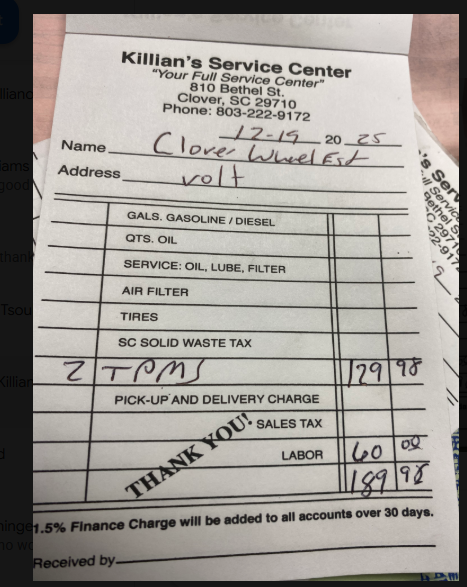 Killian's Service Center
"Your Full Service Center"
810 Bethel St.
Clover, SC 29710
Phone: 803-222-9172
12-19 20 25
Name Clover Wheel Est
Address volt
GALS. GASOLINE / DIESEL
QTS. OIL
SERVICE: OIL, LUBE, FILTER
AIR FILTER
TIRES
SC SOLID WASTE TAX
2 TPMS 129 98
PICK-UP AND DELIVERY CHARGE
SALES TAX
THANK YOU!
LABOR 60 00
189 98
1.5% Finance Charge will be added to all accounts over 30 days.
Received by